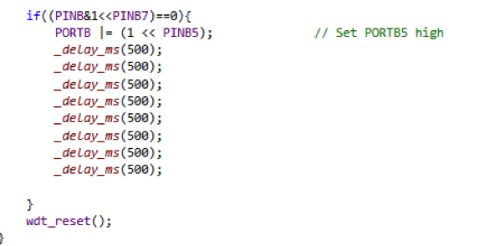 if((PINB&1<<PINB7)==0){
PORTB |= (1 << PINB5); // Set PORTB5 high
_delay_ms(500);
_delay_ms(500);
_delay_ms(500);
_delay_ms(500);
_delay_ms(500);
_delay_ms(500);
_delay_ms(500);
_delay_ms(500);
}
wdt_reset();
}